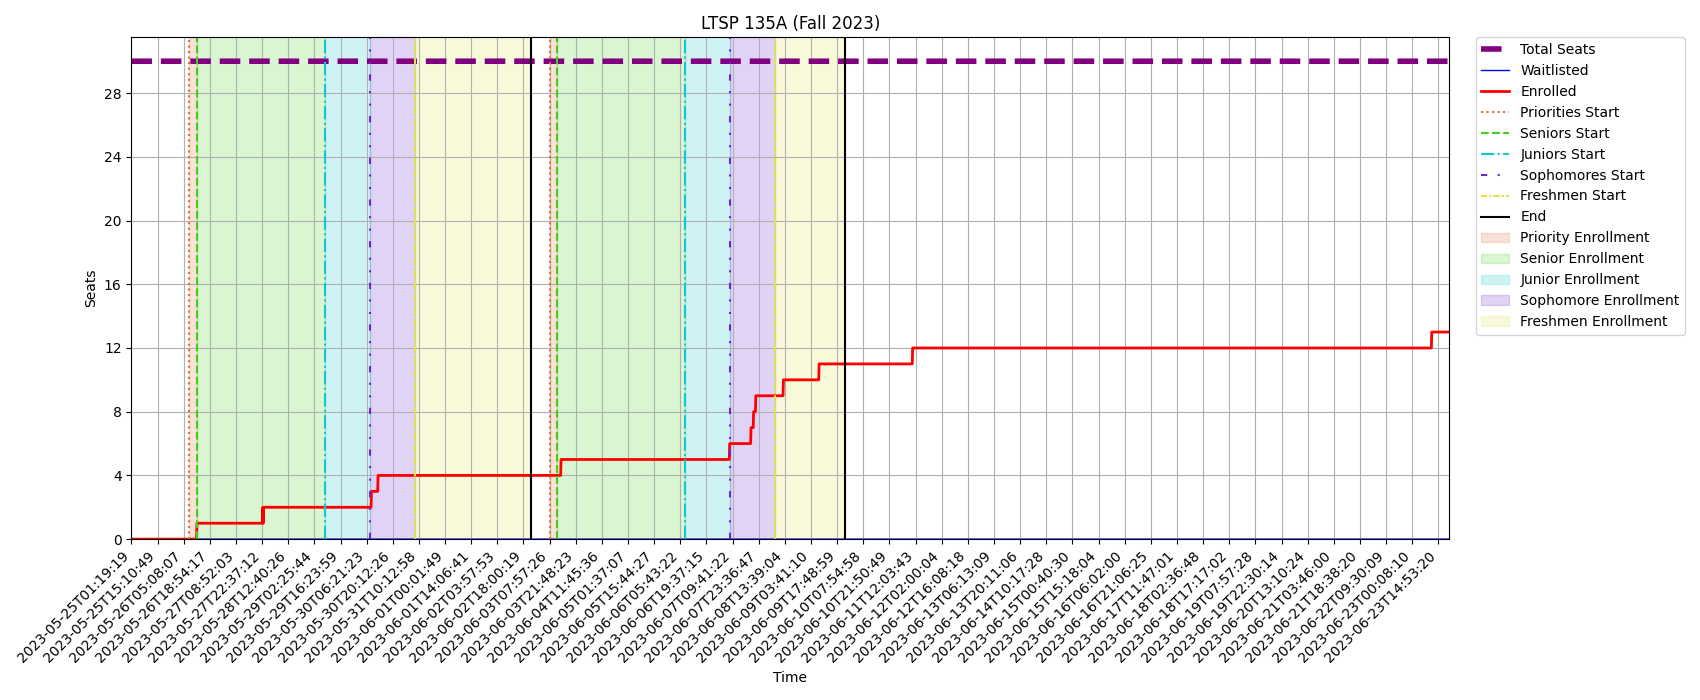 LTSP 135A (Fall 2023)
Total Seats
Waitlisted
Enrolled
Priorities Start
Seniors Start
Juniors Start
Sophomores Start
Freshmen Start
End
Priority Enrollment
Senior Enrollment
Junior Enrollment
Sophomore Enrollment
Freshmen Enrollment
Seats
28
24
20
16
12
8
4
0
2023-05-25T01:19:19
2023-05-25T15:10:49
2023-05-26T05:08:07
2023-05-26T18:54:17
2023-05-27T08:52:03
2023-05-27T22:37:12
2023-05-28T12:40:26
2023-05-29T02:25:44
2023-05-29T16:23:59
2023-05-30T06:21:23
2023-05-30T20:12:26
2023-05-31T10:12:58
2023-06-01T00:01:49
2023-06-01T14:06:41
2023-06-02T03:57:53
2023-06-02T18:00:19
2023-06-03T07:57:26
2023-06-03T21:48:23
2023-06-04T11:45:36
2023-06-05T01:37:07
2023-06-05T15:44:27
2023-06-06T05:43:22
2023-06-06T19:37:15
2023-06-07T09:41:22
2023-06-07T23:36:47
2023-06-08T13:39:04
2023-06-09T03:41:10
2023-06-09T17:48:59
2023-06-10T07:54:58
2023-06-10T21:50:49
2023-06-11T12:03:43
2023-06-12T02:00:04
2023-06-12T16:08:18
2023-06-13T06:13:09
2023-06-13T20:11:06
2023-06-14T10:17:28
2023-06-15T00:40:30
2023-06-15T15:18:04
2023-06-16T06:02:00
2023-06-16T21:06:25
2023-06-17T11:47:01
2023-06-18T02:36:48
2023-06-18T17:17:02
2023-06-19T07:57:28
2023-06-19T22:30:14
2023-06-20T13:10:24
2023-06-21T03:46:00
2023-06-21T18:38:20
2023-06-22T09:30:09
2023-06-23T00:08:10
2023-06-23T14:53:20
Time